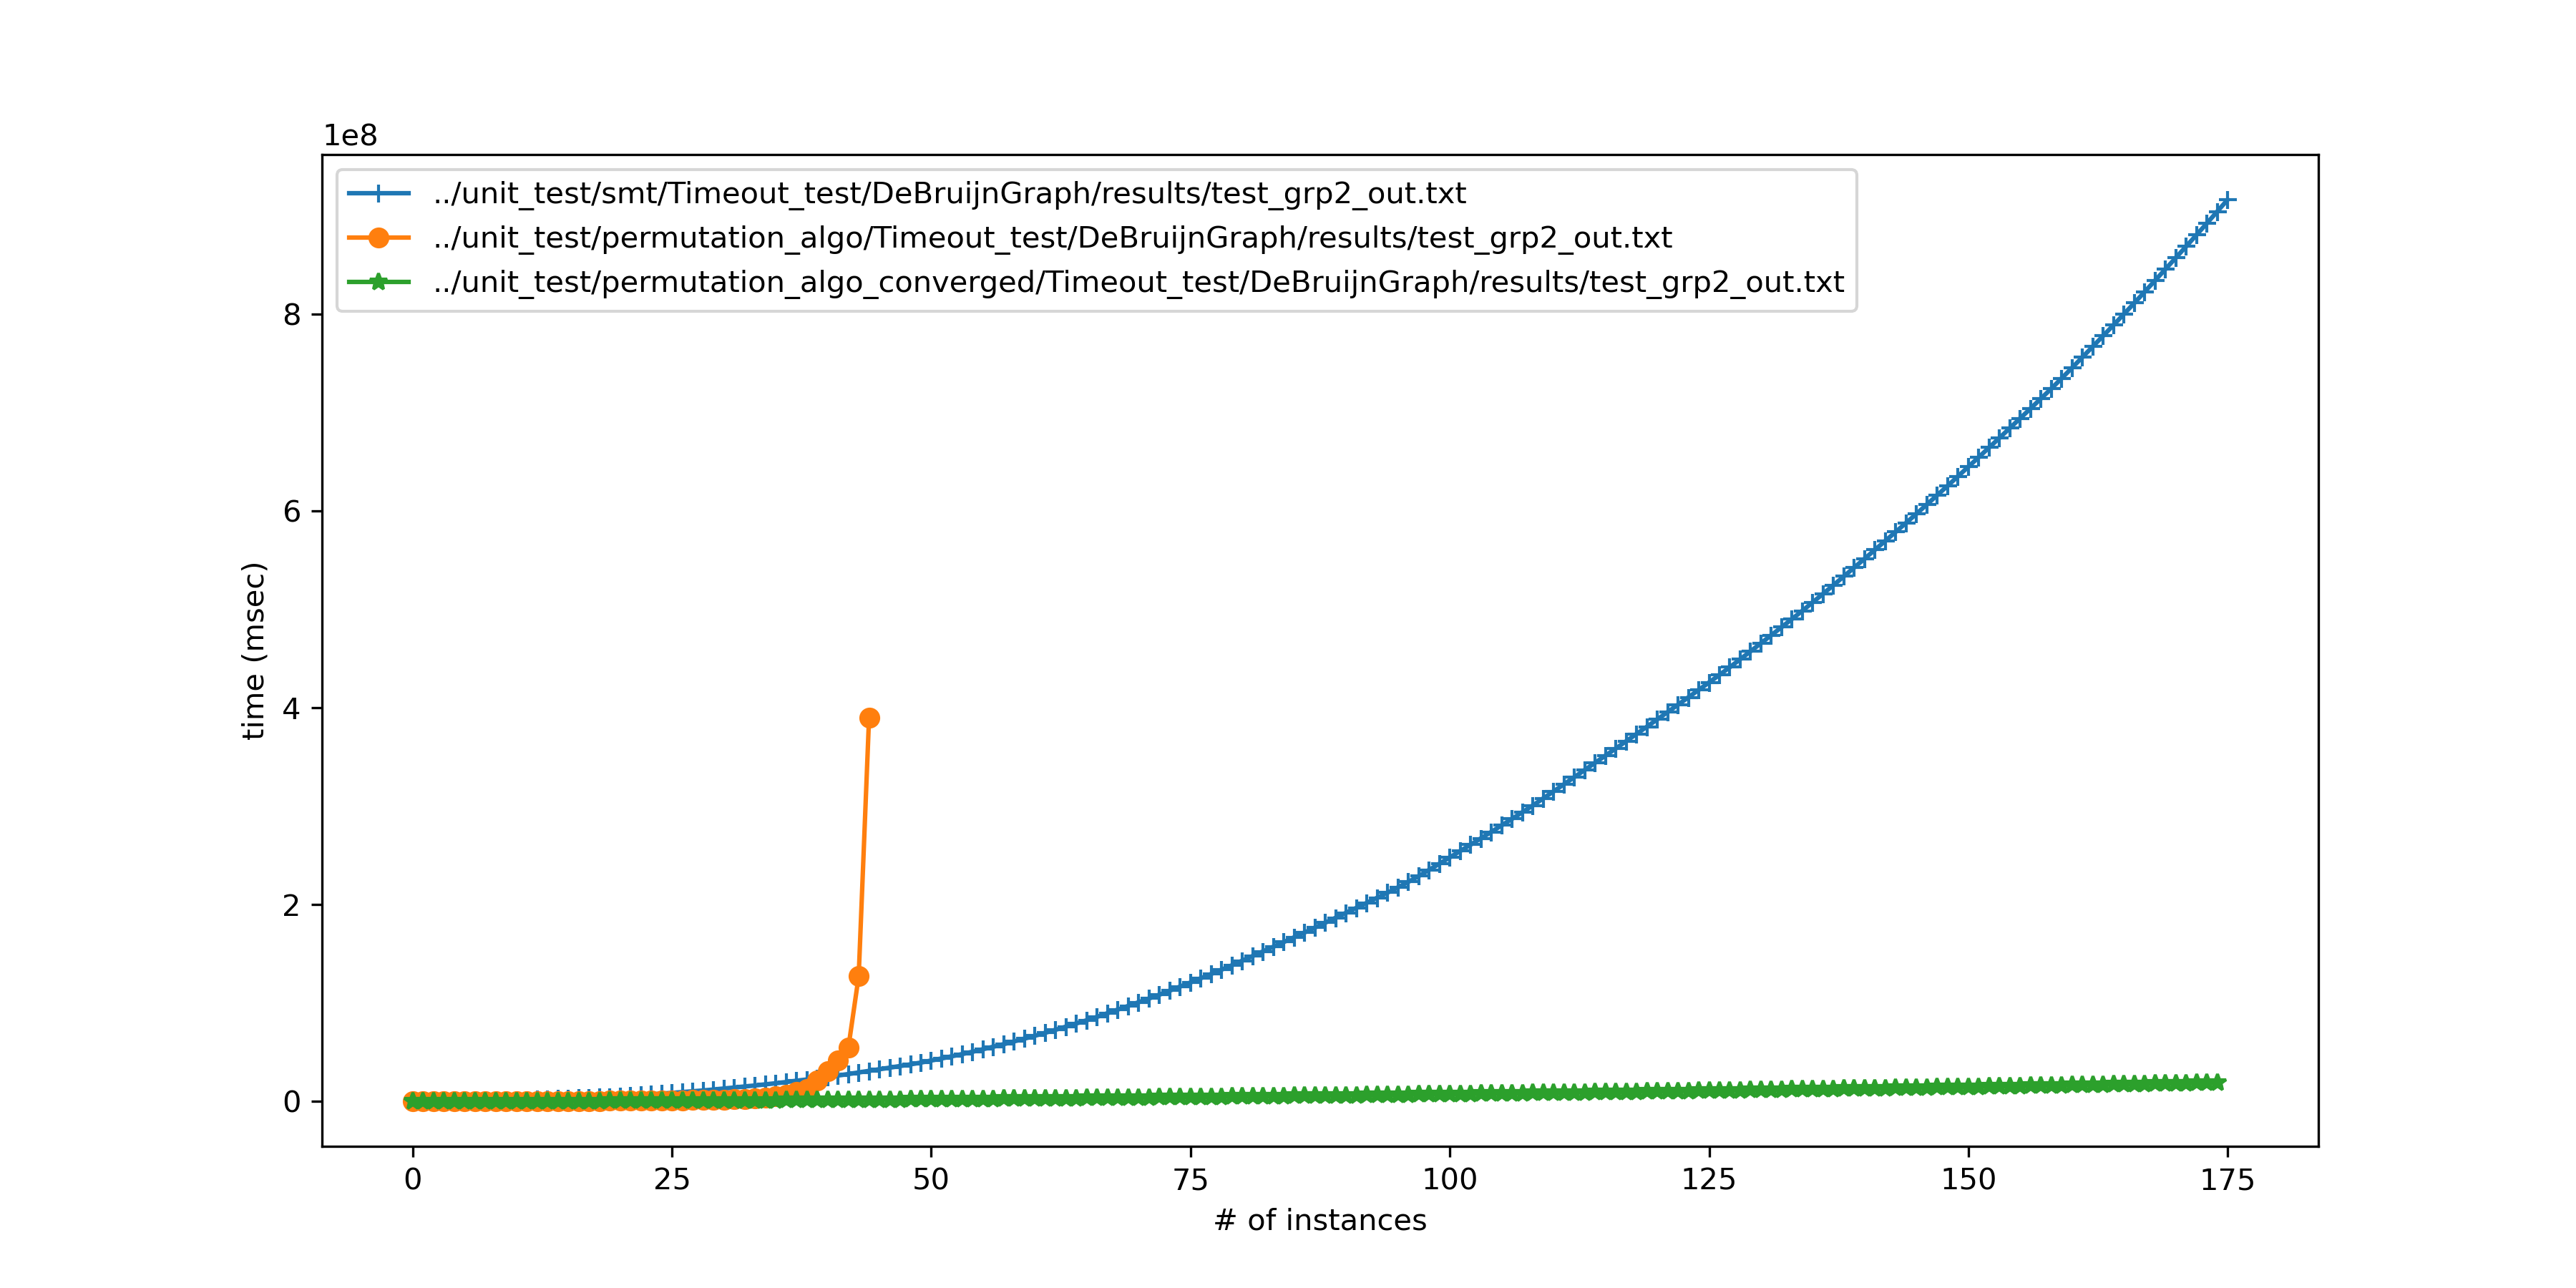 1e8
../unit_test/smt/Timeout_test/DeBruijnGraph/results/test_grp2_out.txt
../unit_test/permutation_algo/Timeout_test/DeBruijnGraph/results/test_grp2_out.txt
../unit_test/permutation_algo_converged/Timeout_test/DeBruijnGraph/results/test_grp2_out.txt
8
6
4
2
0
time (msec)
0 25 50 75 100 125 150 175
# of instances